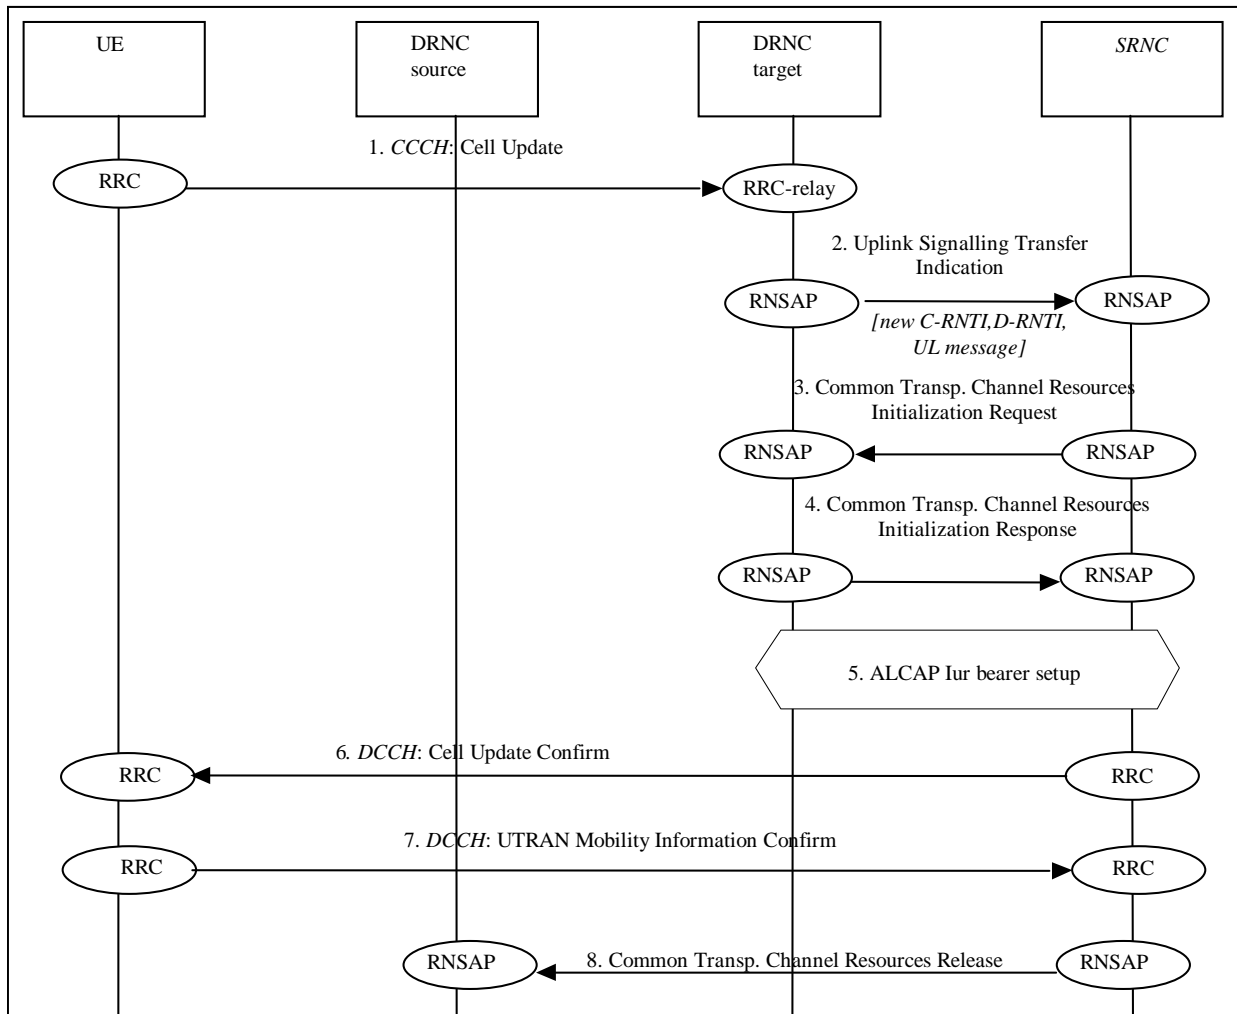 UE
DRNC
source
DRNC
target
SRNC
1. CCCH: Cell Update
RRC
RRC-relay
2. Uplink Signalling Transfer
Indication
RNSAP
RNSAP
[new C-RNTI,D-RNTI,
UL message]
3. Common Transp. Channel Resources
Initialization Request
RNSAP
RNSAP
4. Common Transp. Channel Resources
Initialization Response
RNSAP
RNSAP
5. ALCAP Iur bearer setup
6. DCCH: Cell Update Confirm
RRC
RRC
7. DCCH: UTRAN Mobility Information Confirm
RRC
RRC
8. Common Transp. Channel Resources Release
RNSAP
RNSAP